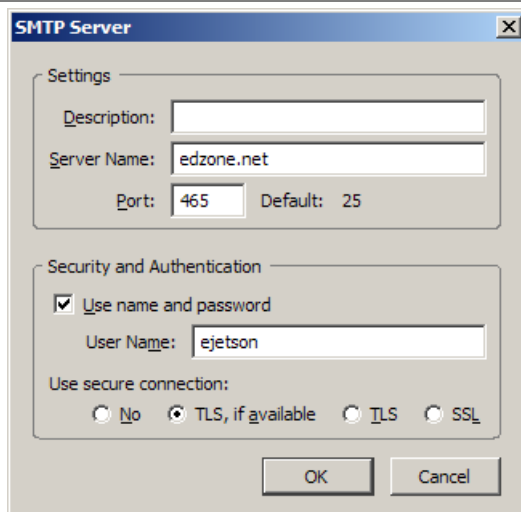 SMTP Server
Settings
Description:
Server Name: edzone.net
Port: 465 Default: 25
Security and Authentication
Use name and password
User Name: ejetson
Use secure connection:
No TLS, if available TLS SSL
OK Cancel